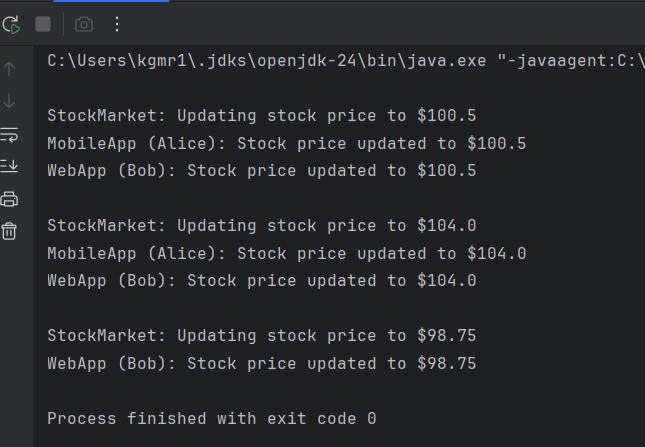 C:\Users\kgmr1\.jdks\openjdk-24\bin\java.exe "-javaagent:C:\
StockMarket: Updating stock price to $100.5
MobileApp (Alice): Stock price updated to $100.5
WebApp (Bob): Stock price updated to $100.5
StockMarket: Updating stock price to $104.0
MobileApp (Alice): Stock price updated to $104.0
WebApp (Bob): Stock price updated to $104.0
StockMarket: Updating stock price to $98.75
WebApp (Bob): Stock price updated to $98.75
Process finished with exit code 0